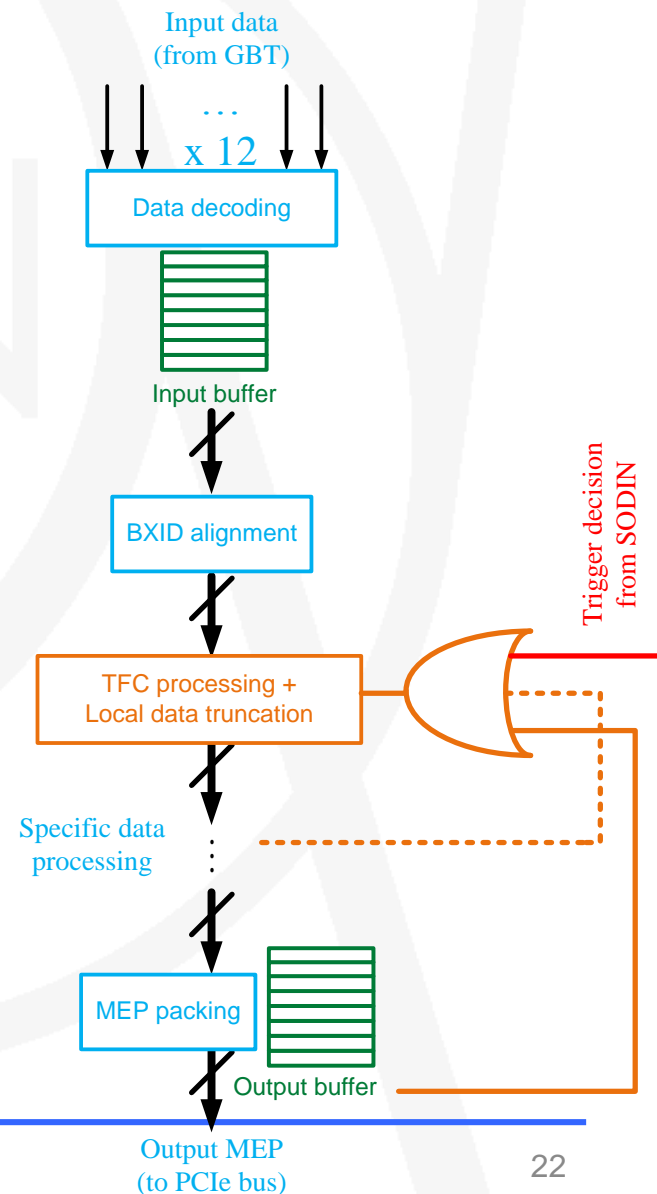 Input data
(from GBT)
...
x 12
Data decoding
Input buffer
BXID alignment
Trigger decision
from SODIN
TFC processing +
Local data truncation
Specific data
processing
MEP packing
Output buffer
Output MEP
(to PCIe bus)
22